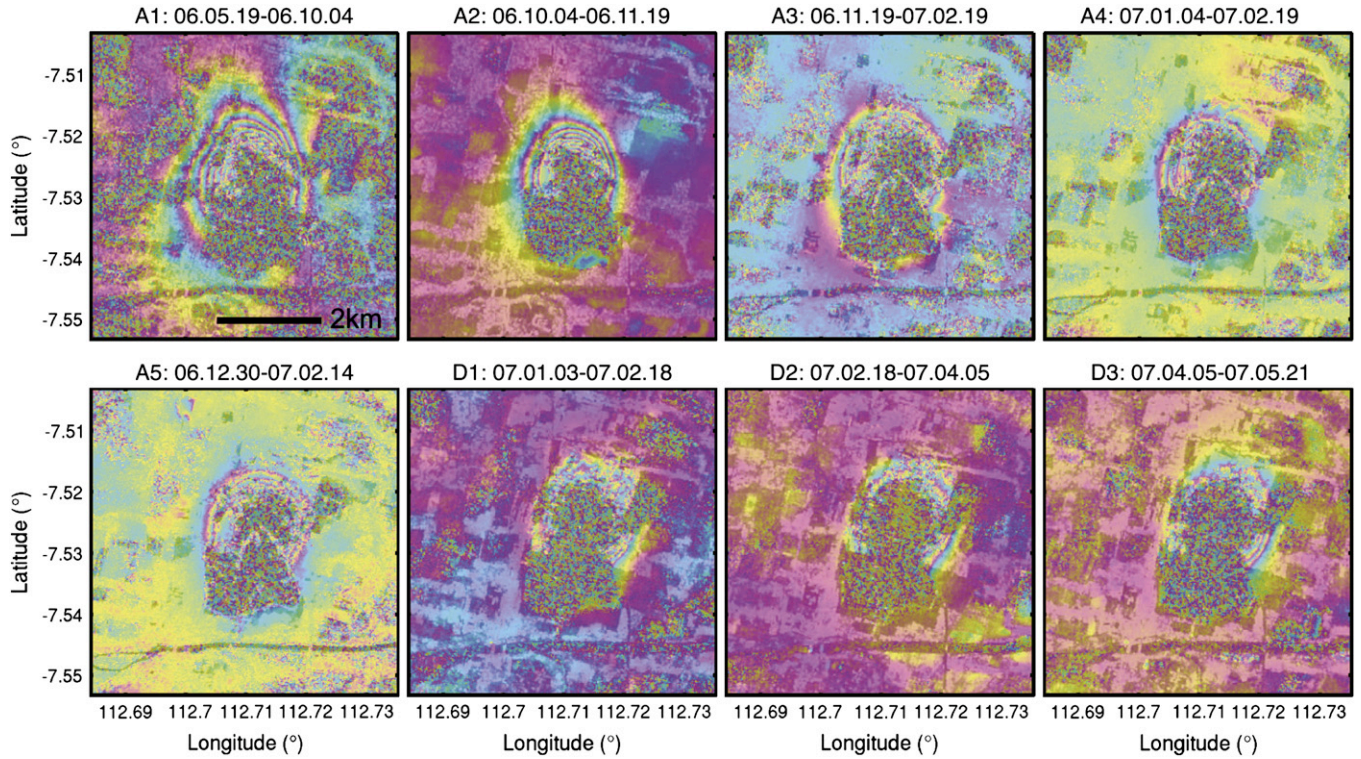 A1: 06.05.19-06.10.04 A2: 06.10.04-06.11.19 A3: 06.11.19-07.02.19 A4: 07.01.04-07.02.19
Latitude (°)
-7.51
-7.52
-7.53
-7.54
-7.55
2km
A5: 06.12.30-07.02.14 D1: 07.01.03-07.02.18 D2: 07.02.18-07.04.05 D3: 07.04.05-07.05.21
Latitude (°)
-7.51
-7.52
-7.53
-7.54
-7.55
112.69 112.7 112.71 112.72 112.73 112.69 112.7 112.71 112.72 112.73 112.69 112.7 112.71 112.72 112.73 112.69 112.7 112.71 112.72 112.73
Longitude (°) Longitude (°) Longitude (°) Longitude (°)